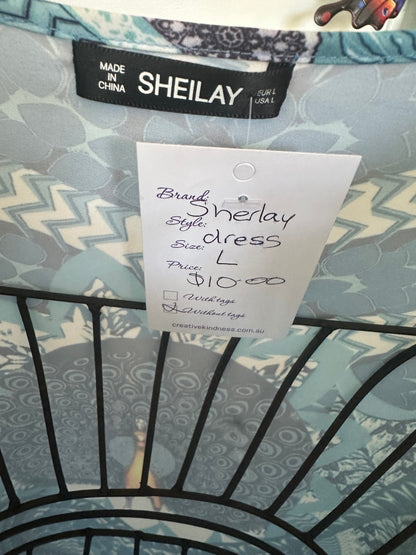 MADE
IN
CHINA
SHEILAY
EUR L
USA L
Brand: Sherlay
Style: dress
Size: L
Price: $10-00
With tags
Without tags
creativekindness.com.au